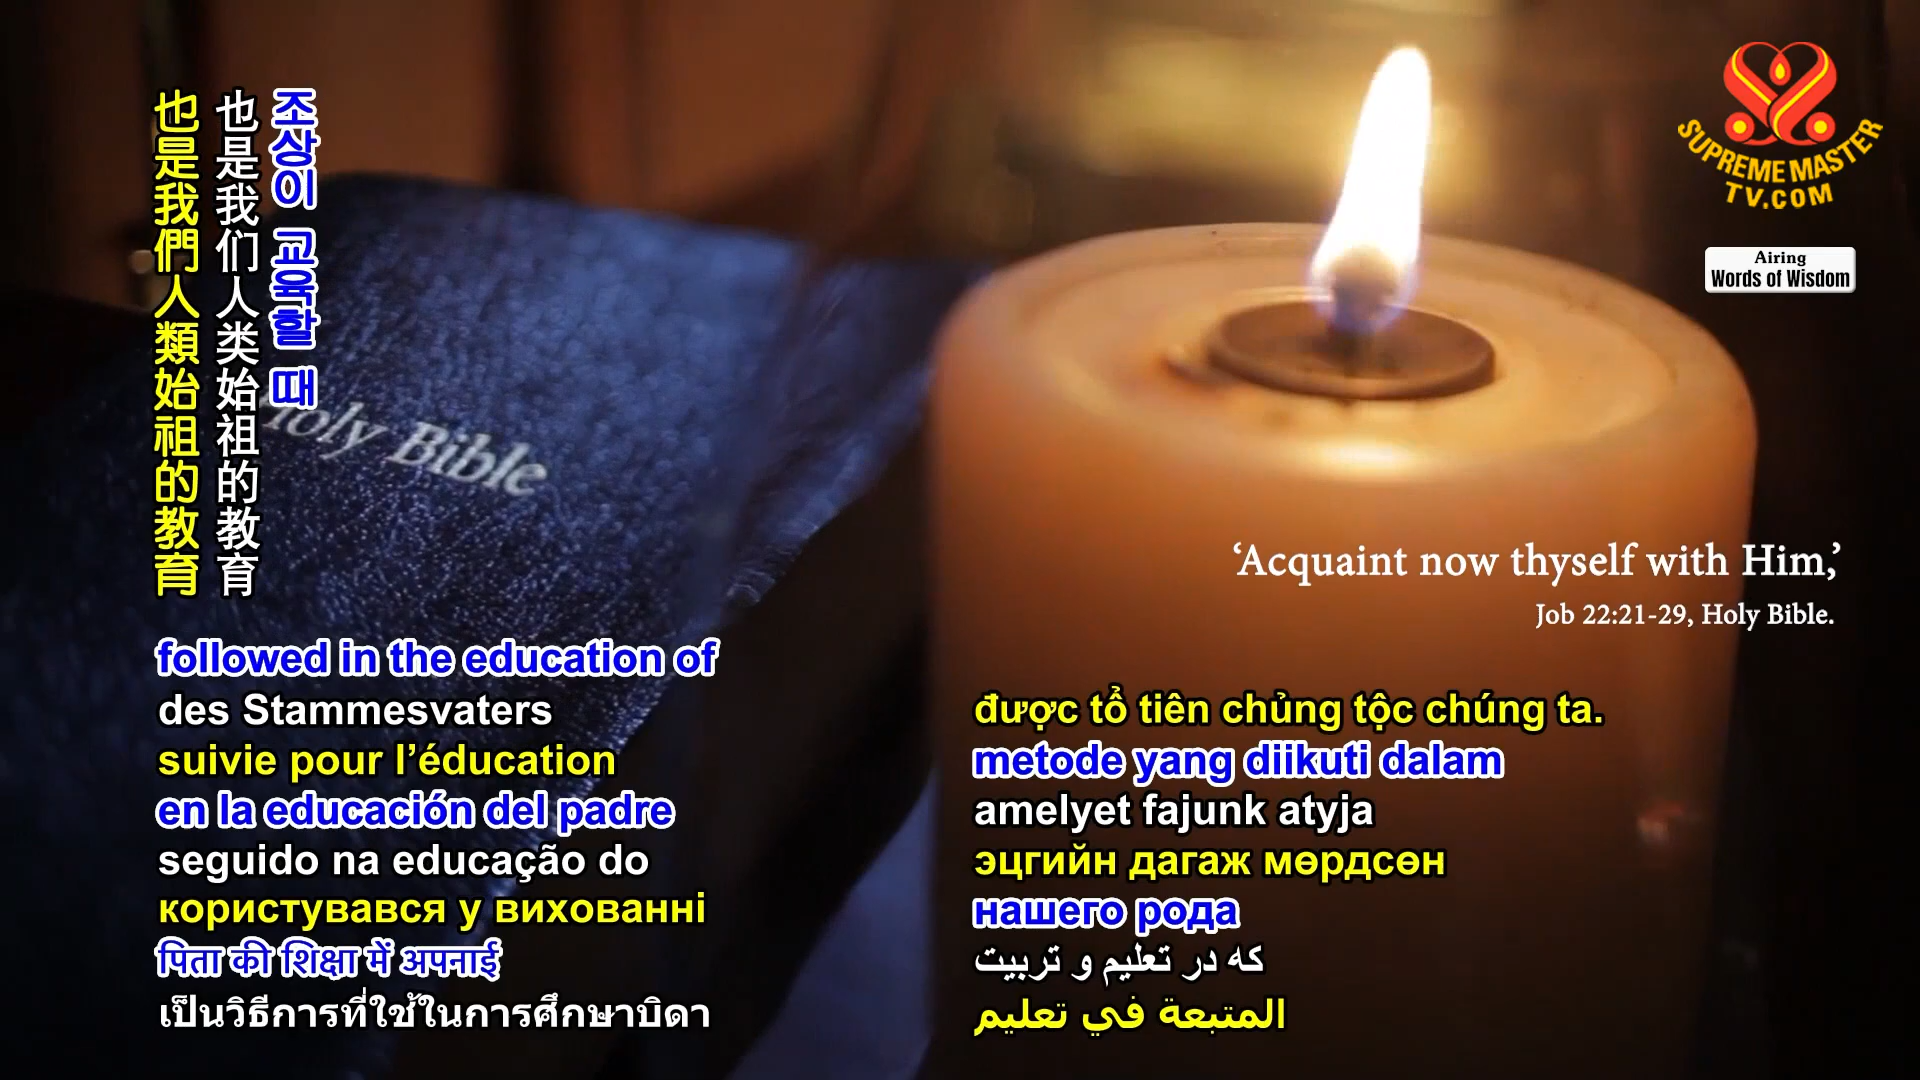 也是我們人類始祖的教育
也是我们人类始祖的教育
조상이 교육할 때
Holy Bible
SUPREME MASTER
TV.COM
Airing
Words of Wisdom
‘Acquaint now thyself with Him,’
Job 22:21-29, Holy Bible.
followed in the education of
des Stammesvaters
suivie pour l’éducation
en la educación del padre
seguido na educação do
користувався у вихованні
पिता की शिक्षा में अपनाई
เป็นวิธีการที่ใช้ในการศึกษาบิดา
được tổ tiên chủng tộc chúng ta.
metode yang diikuti dalam
amelyet fajunk atyja
эцгийн дагаж мөрдсөн
нашего рода
که در تعلیم و تربیت
المتبعة في تعليم